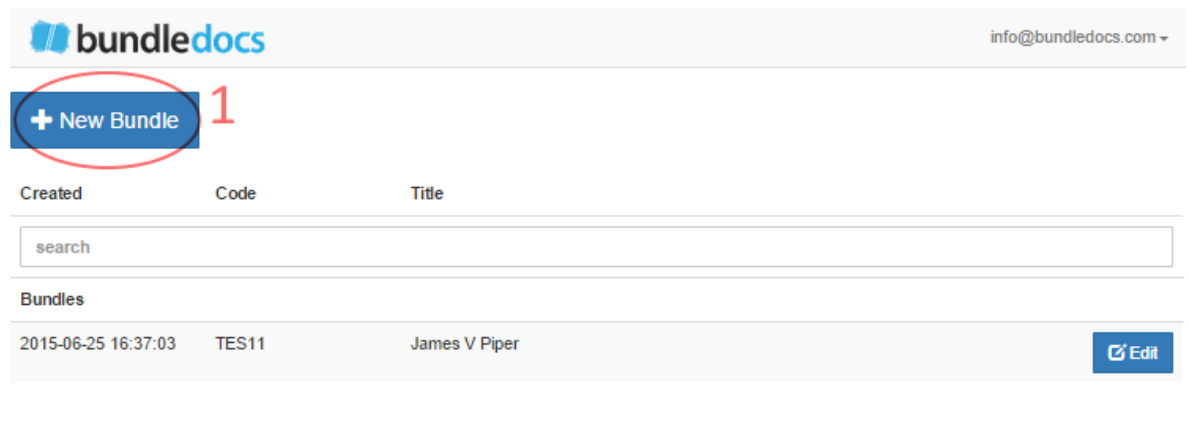 bundledocs info@bundledocs.com
+ New Bundle 1
Created Code Title
search
Bundles
2015-06-25 16:37:03 TES11 James V Piper Edit